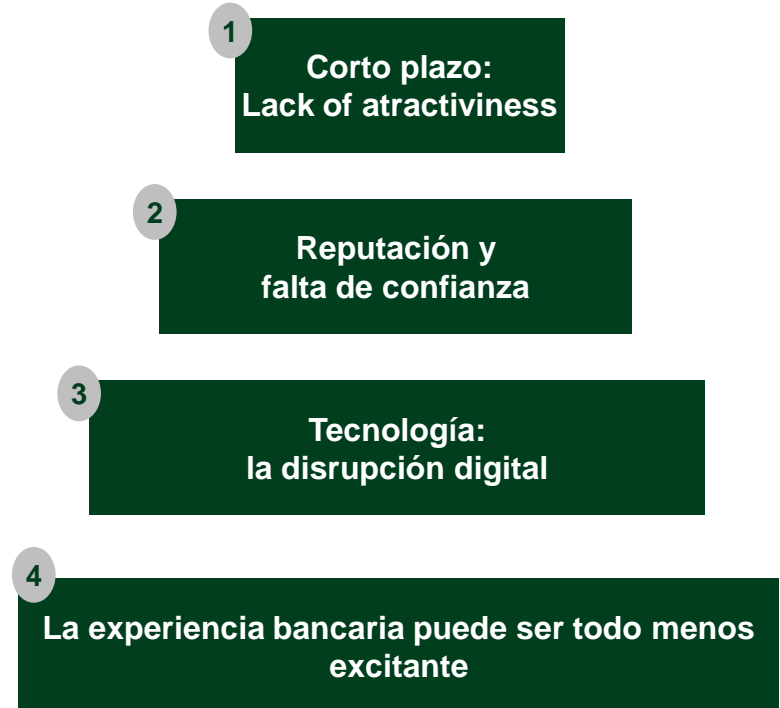 1
Corto plazo:
Lack of atractiviness
2
Reputación y
falta de confianza
3
Tecnología:
la disrupción digital
4
La experiencia bancaria puede ser todo menos
excitante